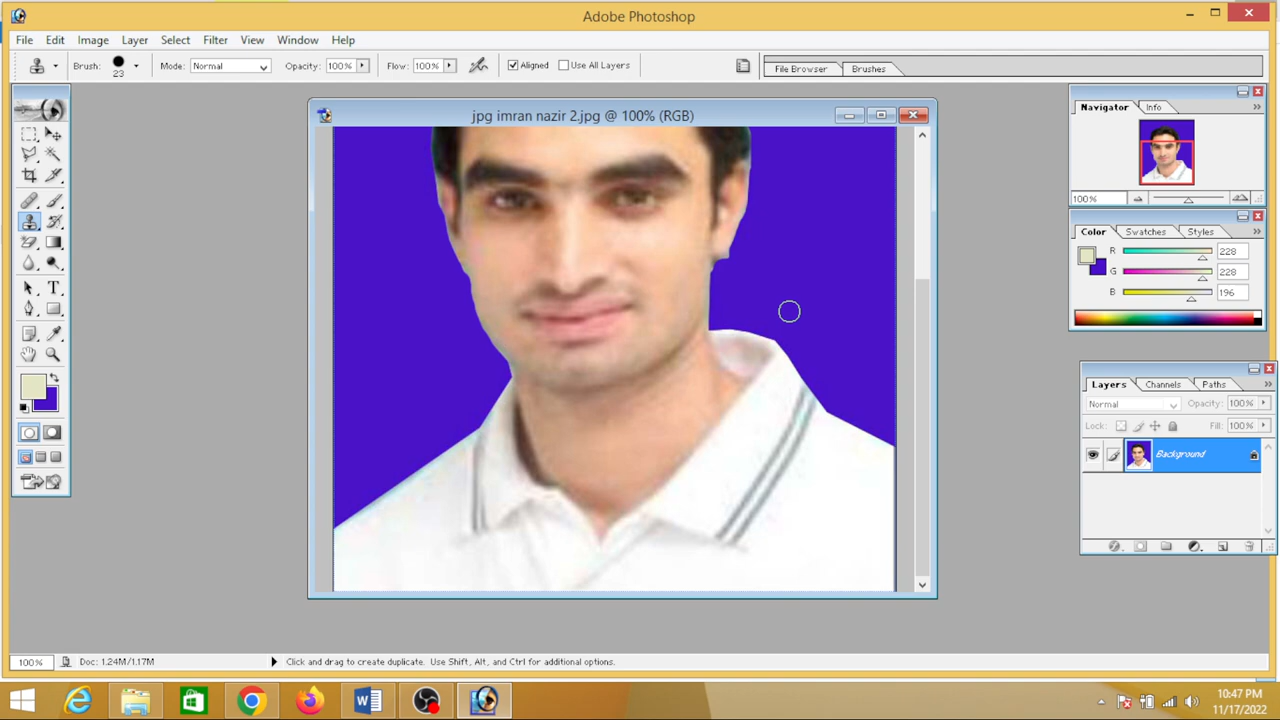 Adobe Photoshop
File Edit Image Layer Select Filter View Window Help
Brush: 23 Mode: Normal Opacity: 100% Flow: 100% Aligned Use All Layers File Browser Brushes
jpg imran nazir 2.jpg @ 100% (RGB)
Navigator Info
100%
Color Swatches Styles
R 228
G 228
B 196
Layers Channels Paths
Normal Opacity: 100%
Lock: Fill: 100%
Background
100% Doc: 1.24M/1.17M Click and drag to create duplicate. Use Shift, Alt, and Ctrl for additional options.
10:47 PM
11/17/2022